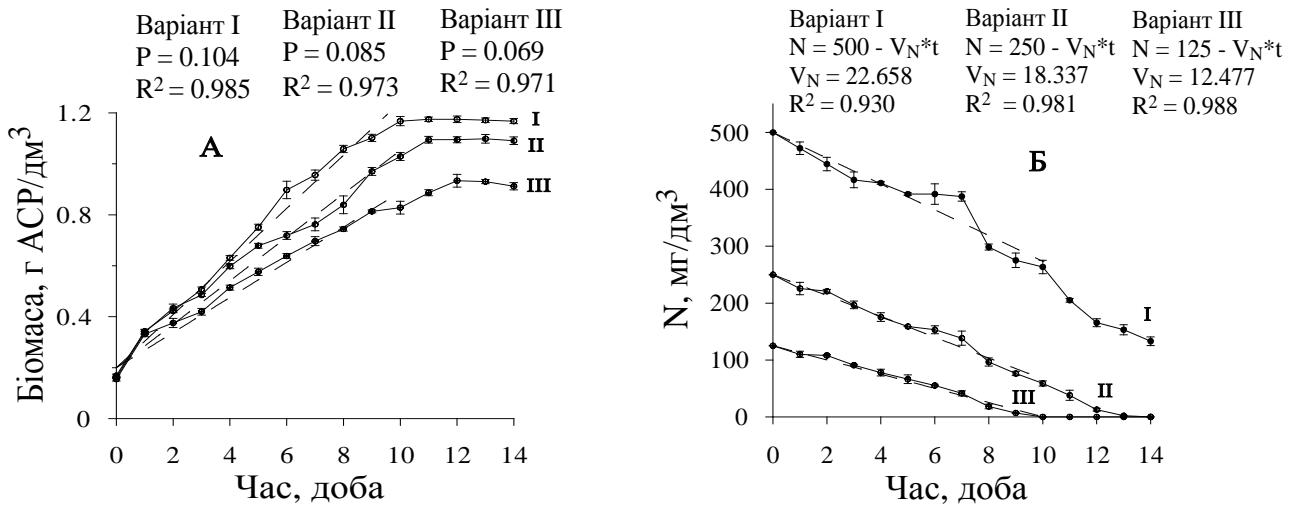 Варіант I
P = 0.104
R² = 0.985
Варіант II
P = 0.085
R² = 0.973
Варіант III
P = 0.069
R² = 0.971
Біомаса, г АСР/дм³
1.2
0.8
0.4
0
А
I
II
III
0 2 4 6 8 10 12 14
Час, доба
Варіант I
N = 500 - V_N*t
V_N = 22.658
R² = 0.930
Варіант II
N = 250 - V_N*t
V_N = 18.337
R² = 0.981
Варіант III
N = 125 - V_N*t
V_N = 12.477
R² = 0.988
N, мг/дм³
500
400
300
200
100
0
Б
I
II
III
0 2 4 6 8 10 12 14
Час, доба